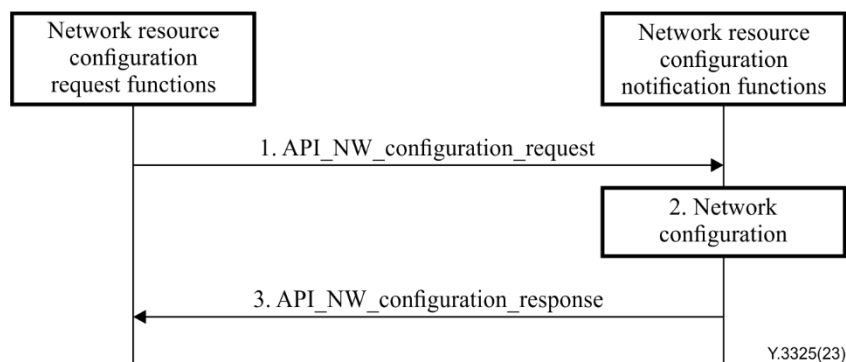 Network resource
configuration
request functions
Network resource
configuration
notification functions
1. API_NW_configuration_request
2. Network
configuration
3. API_NW_configuration_response
Y.3325(23)